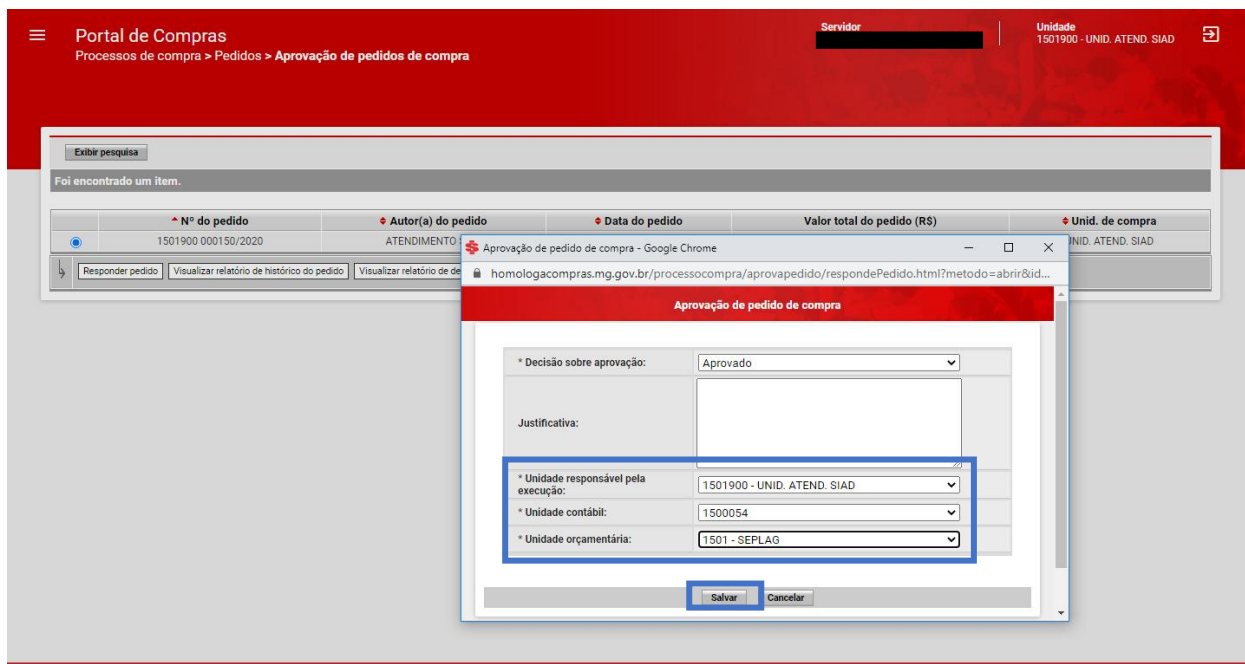 Portal de Compras
Processos de compra > Pedidos > Aprovação de pedidos de compra
Servidor
Unidade
1501900 - UNID. ATEND. SIAD
Exibir pesquisa
Foi encontrado um item.
Nº do pedido Autor(a) do pedido Data do pedido Valor total do pedido (R$) Unid. de compra
1501900 000150/2020 ATENDIMENTO UNID. ATEND. SIAD
Responder pedido Visualizar relatório de histórico do pedido Visualizar relatório de de
Aprovação de pedido de compra - Google Chrome
homologacompras.mg.gov.br/processocompra/aprovapedido/respondePedido.html?metodo=abrir&id...
Aprovação de pedido de compra
* Decisão sobre aprovação: Aprovado
Justificativa:
* Unidade responsável pela
execução:
1501900 - UNID. ATEND. SIAD
* Unidade contábil: 1500054
* Unidade orçamentária: 1501 - SEPLAG
Salvar Cancelar